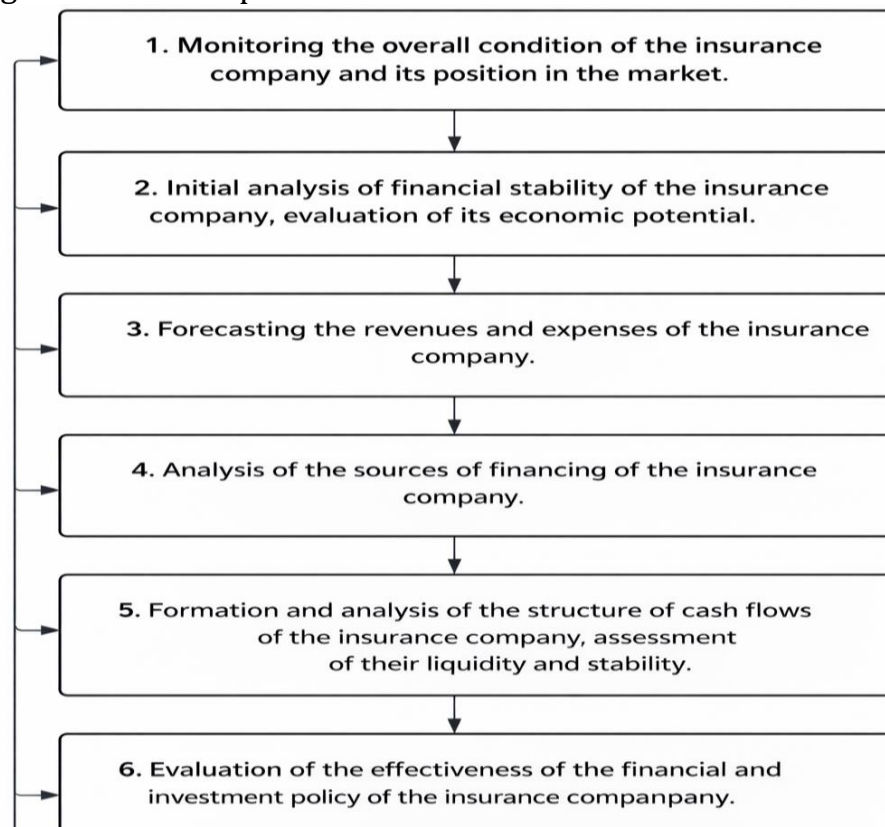 1. Monitoring the overall condition of the insurance
company and its position in the market.
2. Initial analysis of financial stability of the insurance
company, evaluation of its economic potential.
3. Forecasting the revenues and expenses of the insurance
company.
4. Analysis of the sources of financing of the insurance
company.
5. Formation and analysis of the structure of cash flows
of the insurance company, assessment
of their liquidity and stability.
6. Evaluation of the effectiveness of the financial and
investment policy of the insurance companpany.